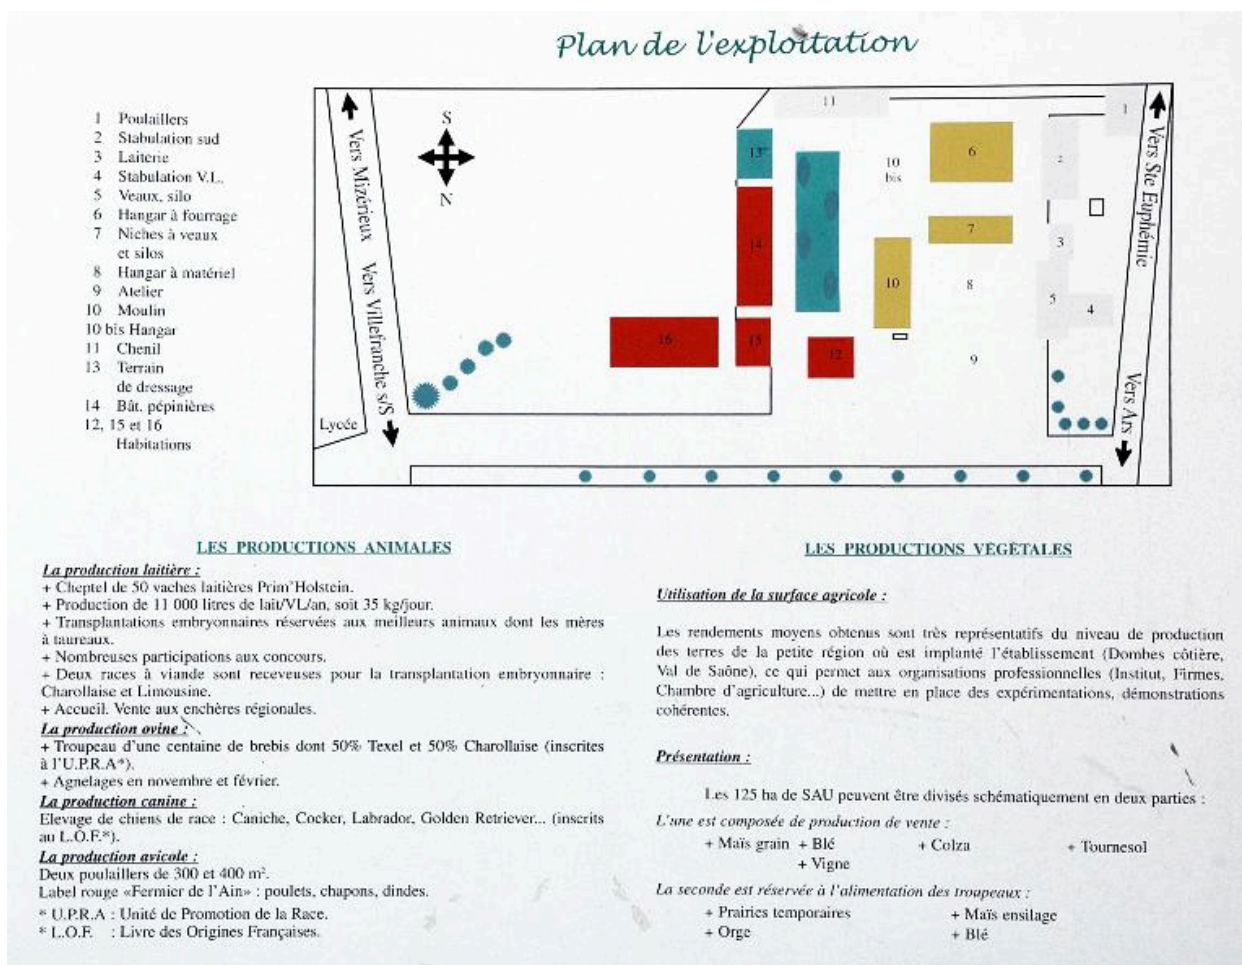 Plan de l'exploitation
1 Poulaillers
2 Stabulation sud
3 Laiterie
4 Stabulation V.L.
5 Veaux, silo
6 Hangar à fourrage
7 Niches à veaux
et silos
8 Hangar à matériel
9 Atelier
10 Moulin
10 bis Hangar
11 Chenil
13 Terrain
de dressage
14 Bât. pépinières
12, 15 et 16
Habitations
Vers Mizérieux
Vers Villefranche s/S
Lycée
S
N
11
1
13
10
bis
6
2
14
7
3
10
8
5
4
16
15
12
9
Vers Ste Euphémie
Vers Ars
LES PRODUCTIONS ANIMALES
La production laitière :
+ Cheptel de 50 vaches laitières Prim'Holstein.
+ Production de 11 000 litres de lait/VL/an, soit 35 kg/jour.
+ Transplantations embryonnaires réservées aux meilleurs animaux dont les mères
à taureaux.
+ Nombreuses participations aux concours.
+ Deux races à viande sont receveuses pour la transplantation embryonnaire :
Charollaise et Limousine.
+ Accueil. Vente aux enchères régionales.
La production ovine :
+ Troupeau d'une centaine de brebis dont 50% Texel et 50% Charollaise (inscrites
à l'U.P.R.A*).
+ Agnelages en novembre et février.
La production canine :
Elevage de chiens de race : Caniche, Cocker, Labrador, Golden Retriever... (inscrits
au L.O.F.*).
La production avicole :
Deux poulaillers de 300 et 400 m².
Label rouge «Fermier de l'Ain» : poulets, chapons, dindes.
* U.P.R.A : Unité de Promotion de la Race.
* L.O.F. : Livre des Origines Françaises.
LES PRODUCTIONS VÉGÉTALES
Utilisation de la surface agricole :
Les rendements moyens obtenus sont très représentatifs du niveau de production
des terres de la petite région où est implanté l'établissement (Dombes côtière,
Val de Saône), ce qui permet aux organisations professionnelles (Institut, Firmes,
Chambre d'agriculture...) de mettre en place des expérimentations, démonstrations
cohérentes.
Présentation :
Les 125 ha de SAU peuvent être divisés schématiquement en deux parties :
L'une est composée de production de vente :
+ Maïs grain + Blé + Colza + Tournesol
+ Vigne
La seconde est réservée à l'alimentation des troupeaux :
+ Prairies temporaires + Maïs ensilage
+ Orge + Blé